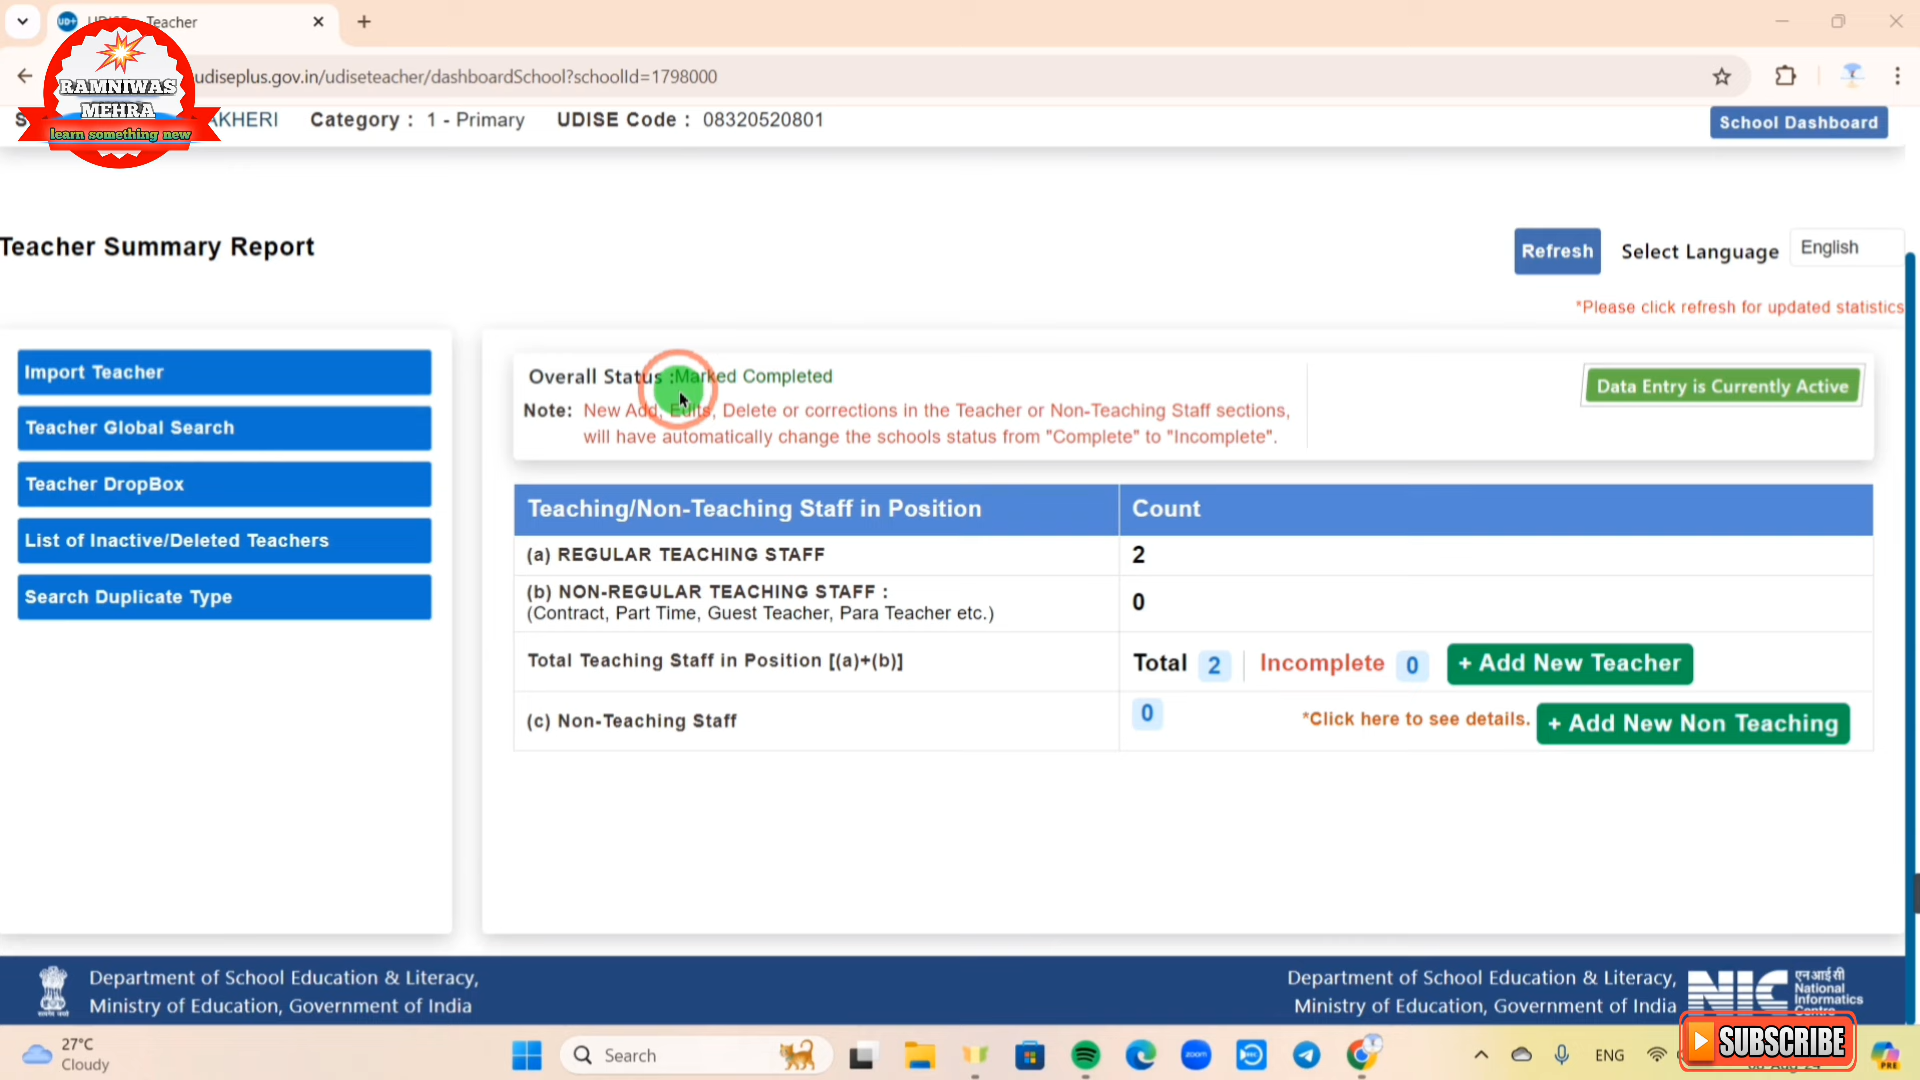 Teacher
udiseplus.gov.in/udiseteacher/dashboardSchool?schoolId=1798000
RAMNIWAS
MEHRA
learn something new
AKHERI Category : 1 - Primary UDISE Code : 08320520801
School Dashboard
Teacher Summary Report
Refresh Select Language English
*Please click refresh for updated statistics
Import Teacher
Teacher Global Search
Teacher DropBox
List of Inactive/Deleted Teachers
Search Duplicate Type
Overall Status :Marked Completed
Data Entry is Currently Active
Note: New Add, Edits, Delete or corrections in the Teacher or Non-Teaching Staff sections,
will have automatically change the schools status from "Complete" to "Incomplete".
Teaching/Non-Teaching Staff in Position Count
(a) REGULAR TEACHING STAFF 2
(b) NON-REGULAR TEACHING STAFF : 0
(Contract, Part Time, Guest Teacher, Para Teacher etc.)
Total Teaching Staff in Position [(a)+(b)] Total 2 Incomplete 0 + Add New Teacher
(c) Non-Teaching Staff 0 *Click here to see details. + Add New Non Teaching
Department of School Education & Literacy,
Ministry of Education, Government of India
Department of School Education & Literacy,
Ministry of Education, Government of India
NIC
एन आई सी
National
Informatics
27°C
Cloudy
Search
zoom
ENG
SUBSCRIBE
PRE